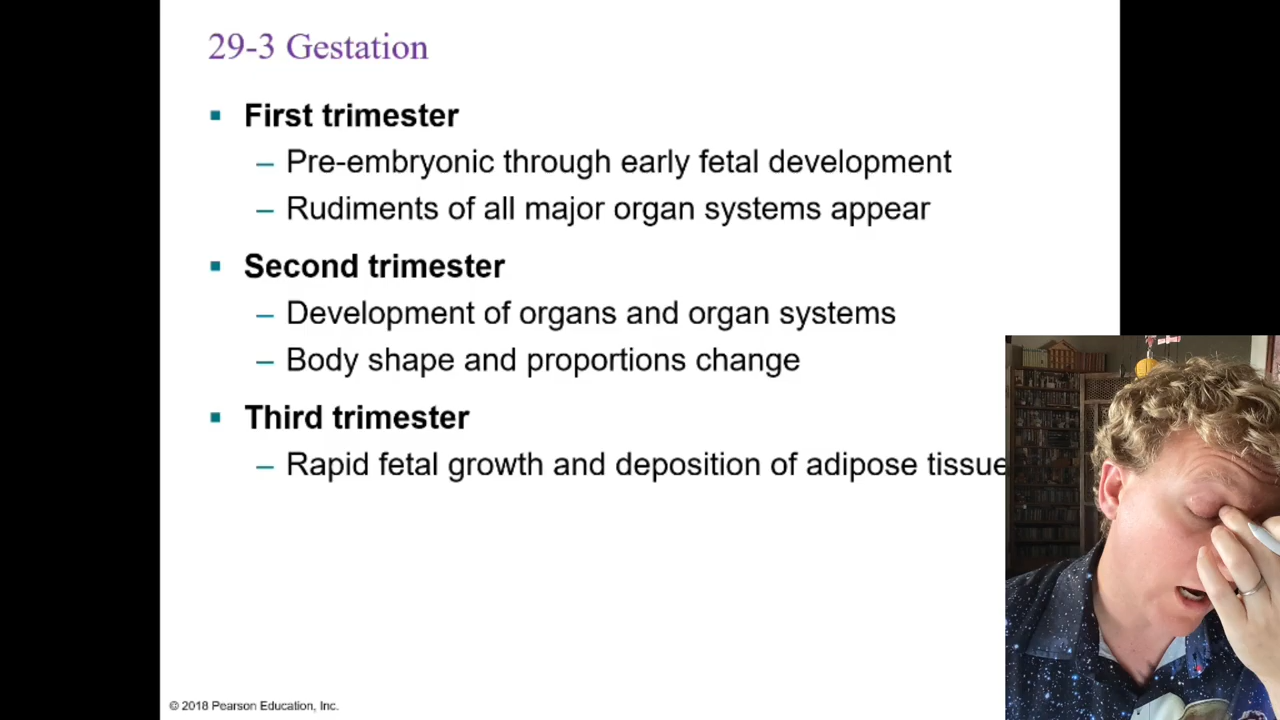 29-3 Gestation
▪ First trimester
– Pre-embryonic through early fetal development
– Rudiments of all major organ systems appear
▪ Second trimester
– Development of organs and organ systems
– Body shape and proportions change
▪ Third trimester
– Rapid fetal growth and deposition of adipose tissue
© 2018 Pearson Education, Inc.